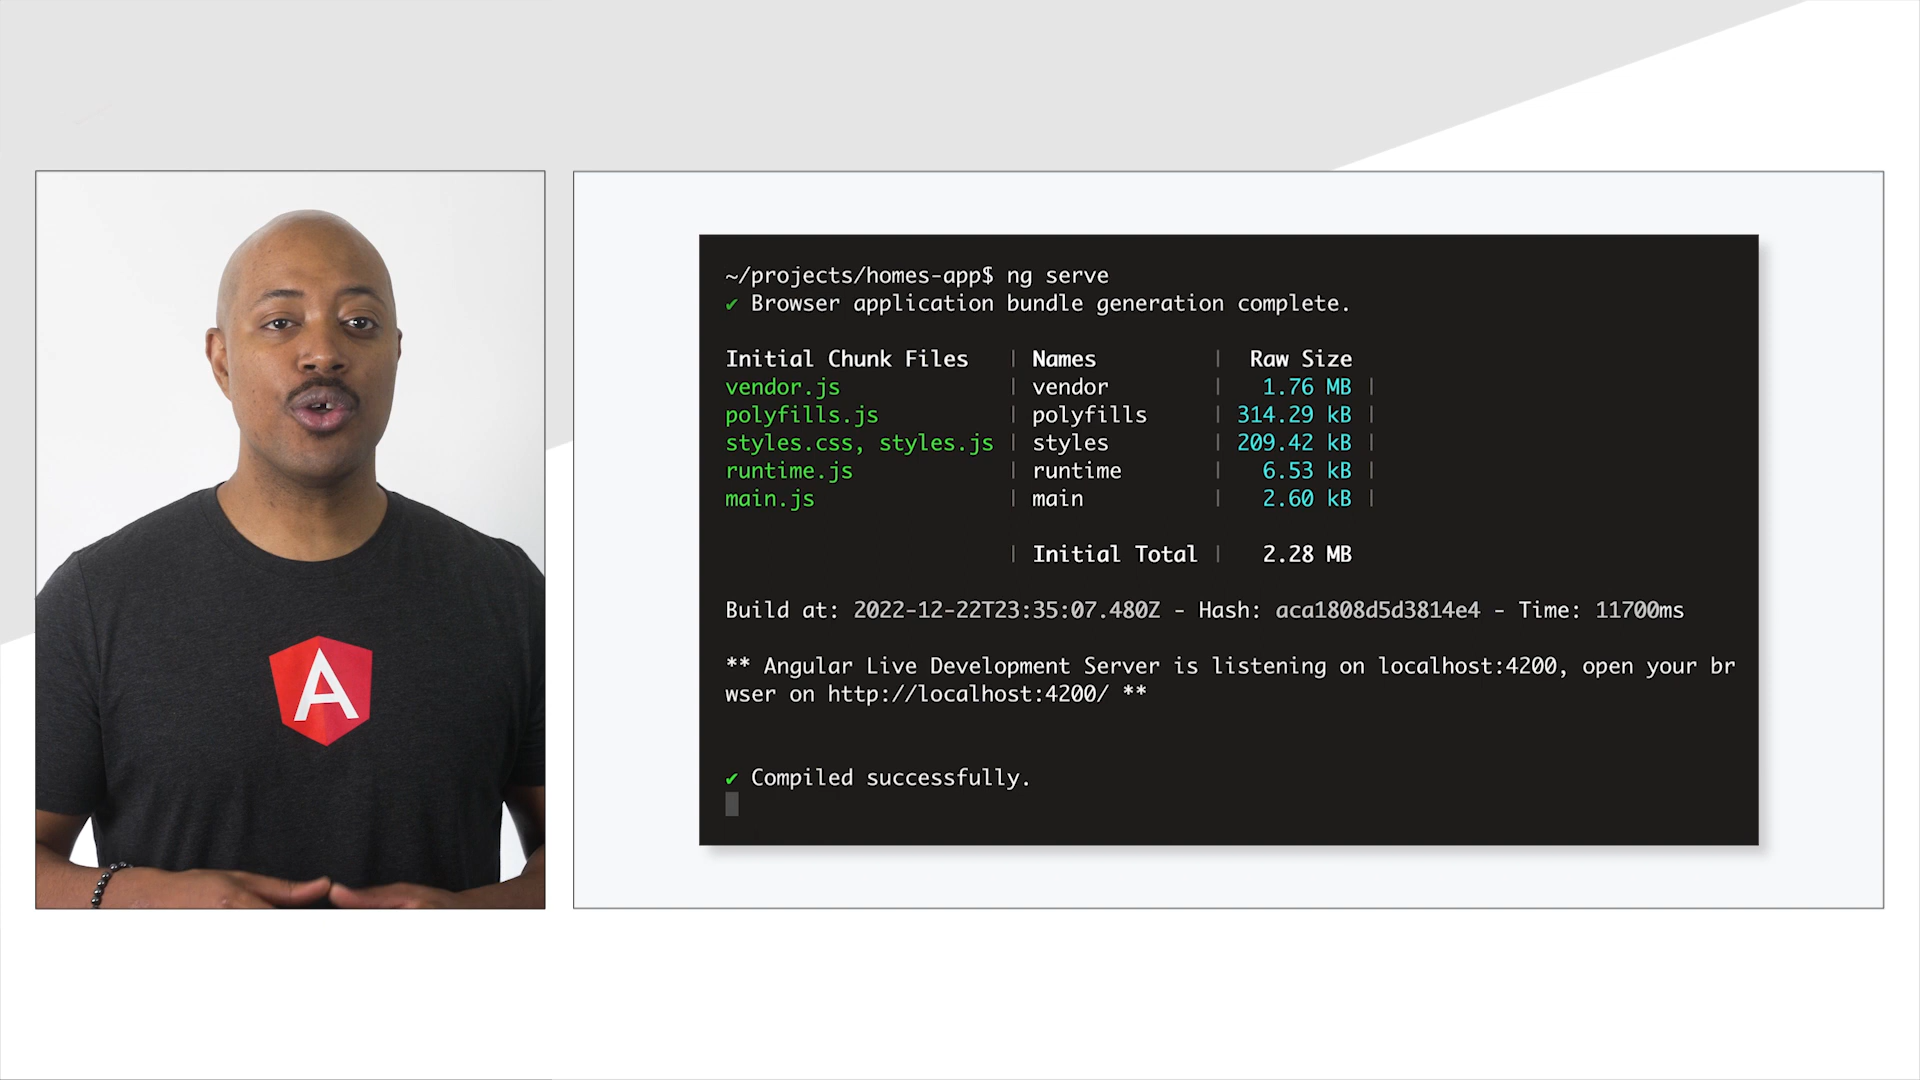 ~/projects/homes-app$ ng serve
✔ Browser application bundle generation complete.
Initial Chunk Files | Names | Raw Size
vendor.js | vendor | 1.76 MB |
polyfills.js | polyfills | 314.29 kB |
styles.css, styles.js | styles | 209.42 kB |
runtime.js | runtime | 6.53 kB |
main.js | main | 2.60 kB |
| Initial Total | 2.28 MB
Build at: 2022-12-22T23:35:07.480Z - Hash: aca1808d5d3814e4 - Time: 11700ms
** Angular Live Development Server is listening on localhost:4200, open your br
wser on http://localhost:4200/ **
✔ Compiled successfully.
A